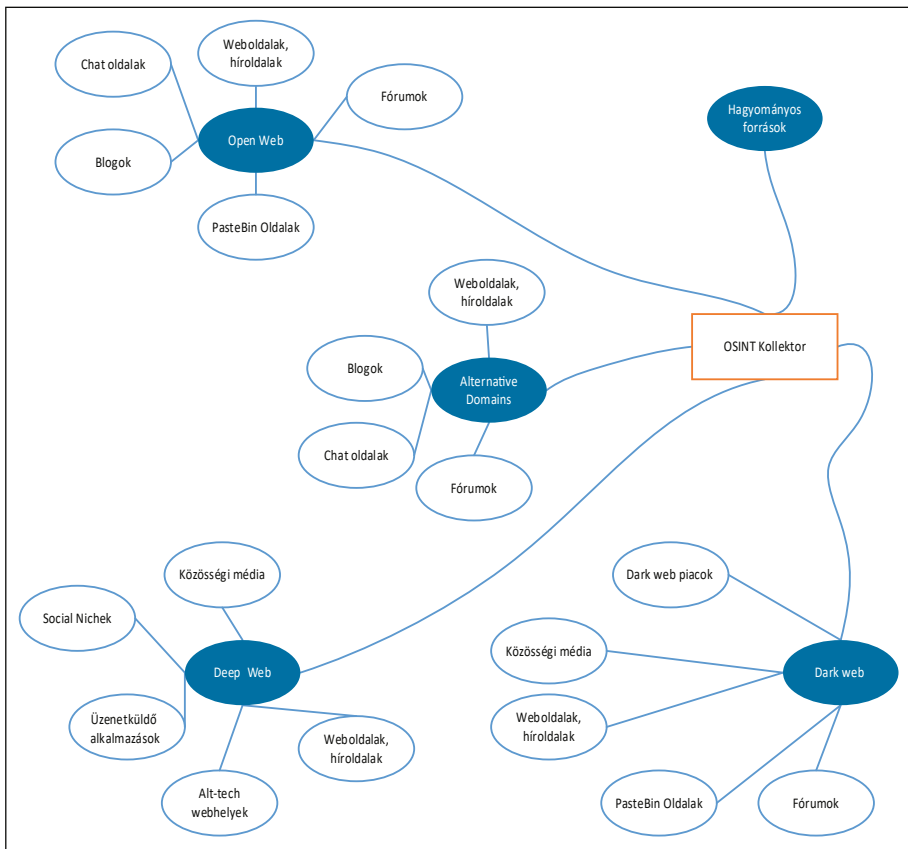 Weboldalak,
híroldalak
Chat oldalak
Fórumok
Open Web
Blogok
PasteBin Oldalak
Hagyományos
források
Weboldalak,
híroldalak
OSINT Kollektor
Blogok
Alternative
Domains
Chat oldalak
Fórumok
Közösségi média
Social Nichek
Deep Web
Üzenetküldő
alkalmazások
Weboldalak,
híroldalak
Alt-tech
webhelyek
Dark web piacok
Közösségi média
Dark web
Weboldalak,
híroldalak
PasteBin Oldalak
Fórumok